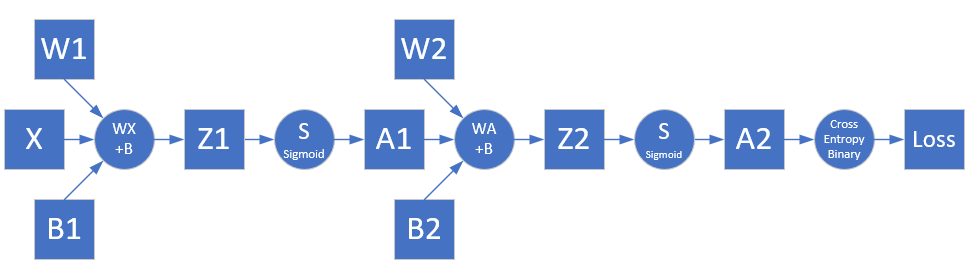 W1
W2
X
WX
+B
Z1
S
Sigmoid
A1
WA
+B
Z2
S
Sigmoid
A2
Cross
Entropy
Binary
Loss
B1
B2